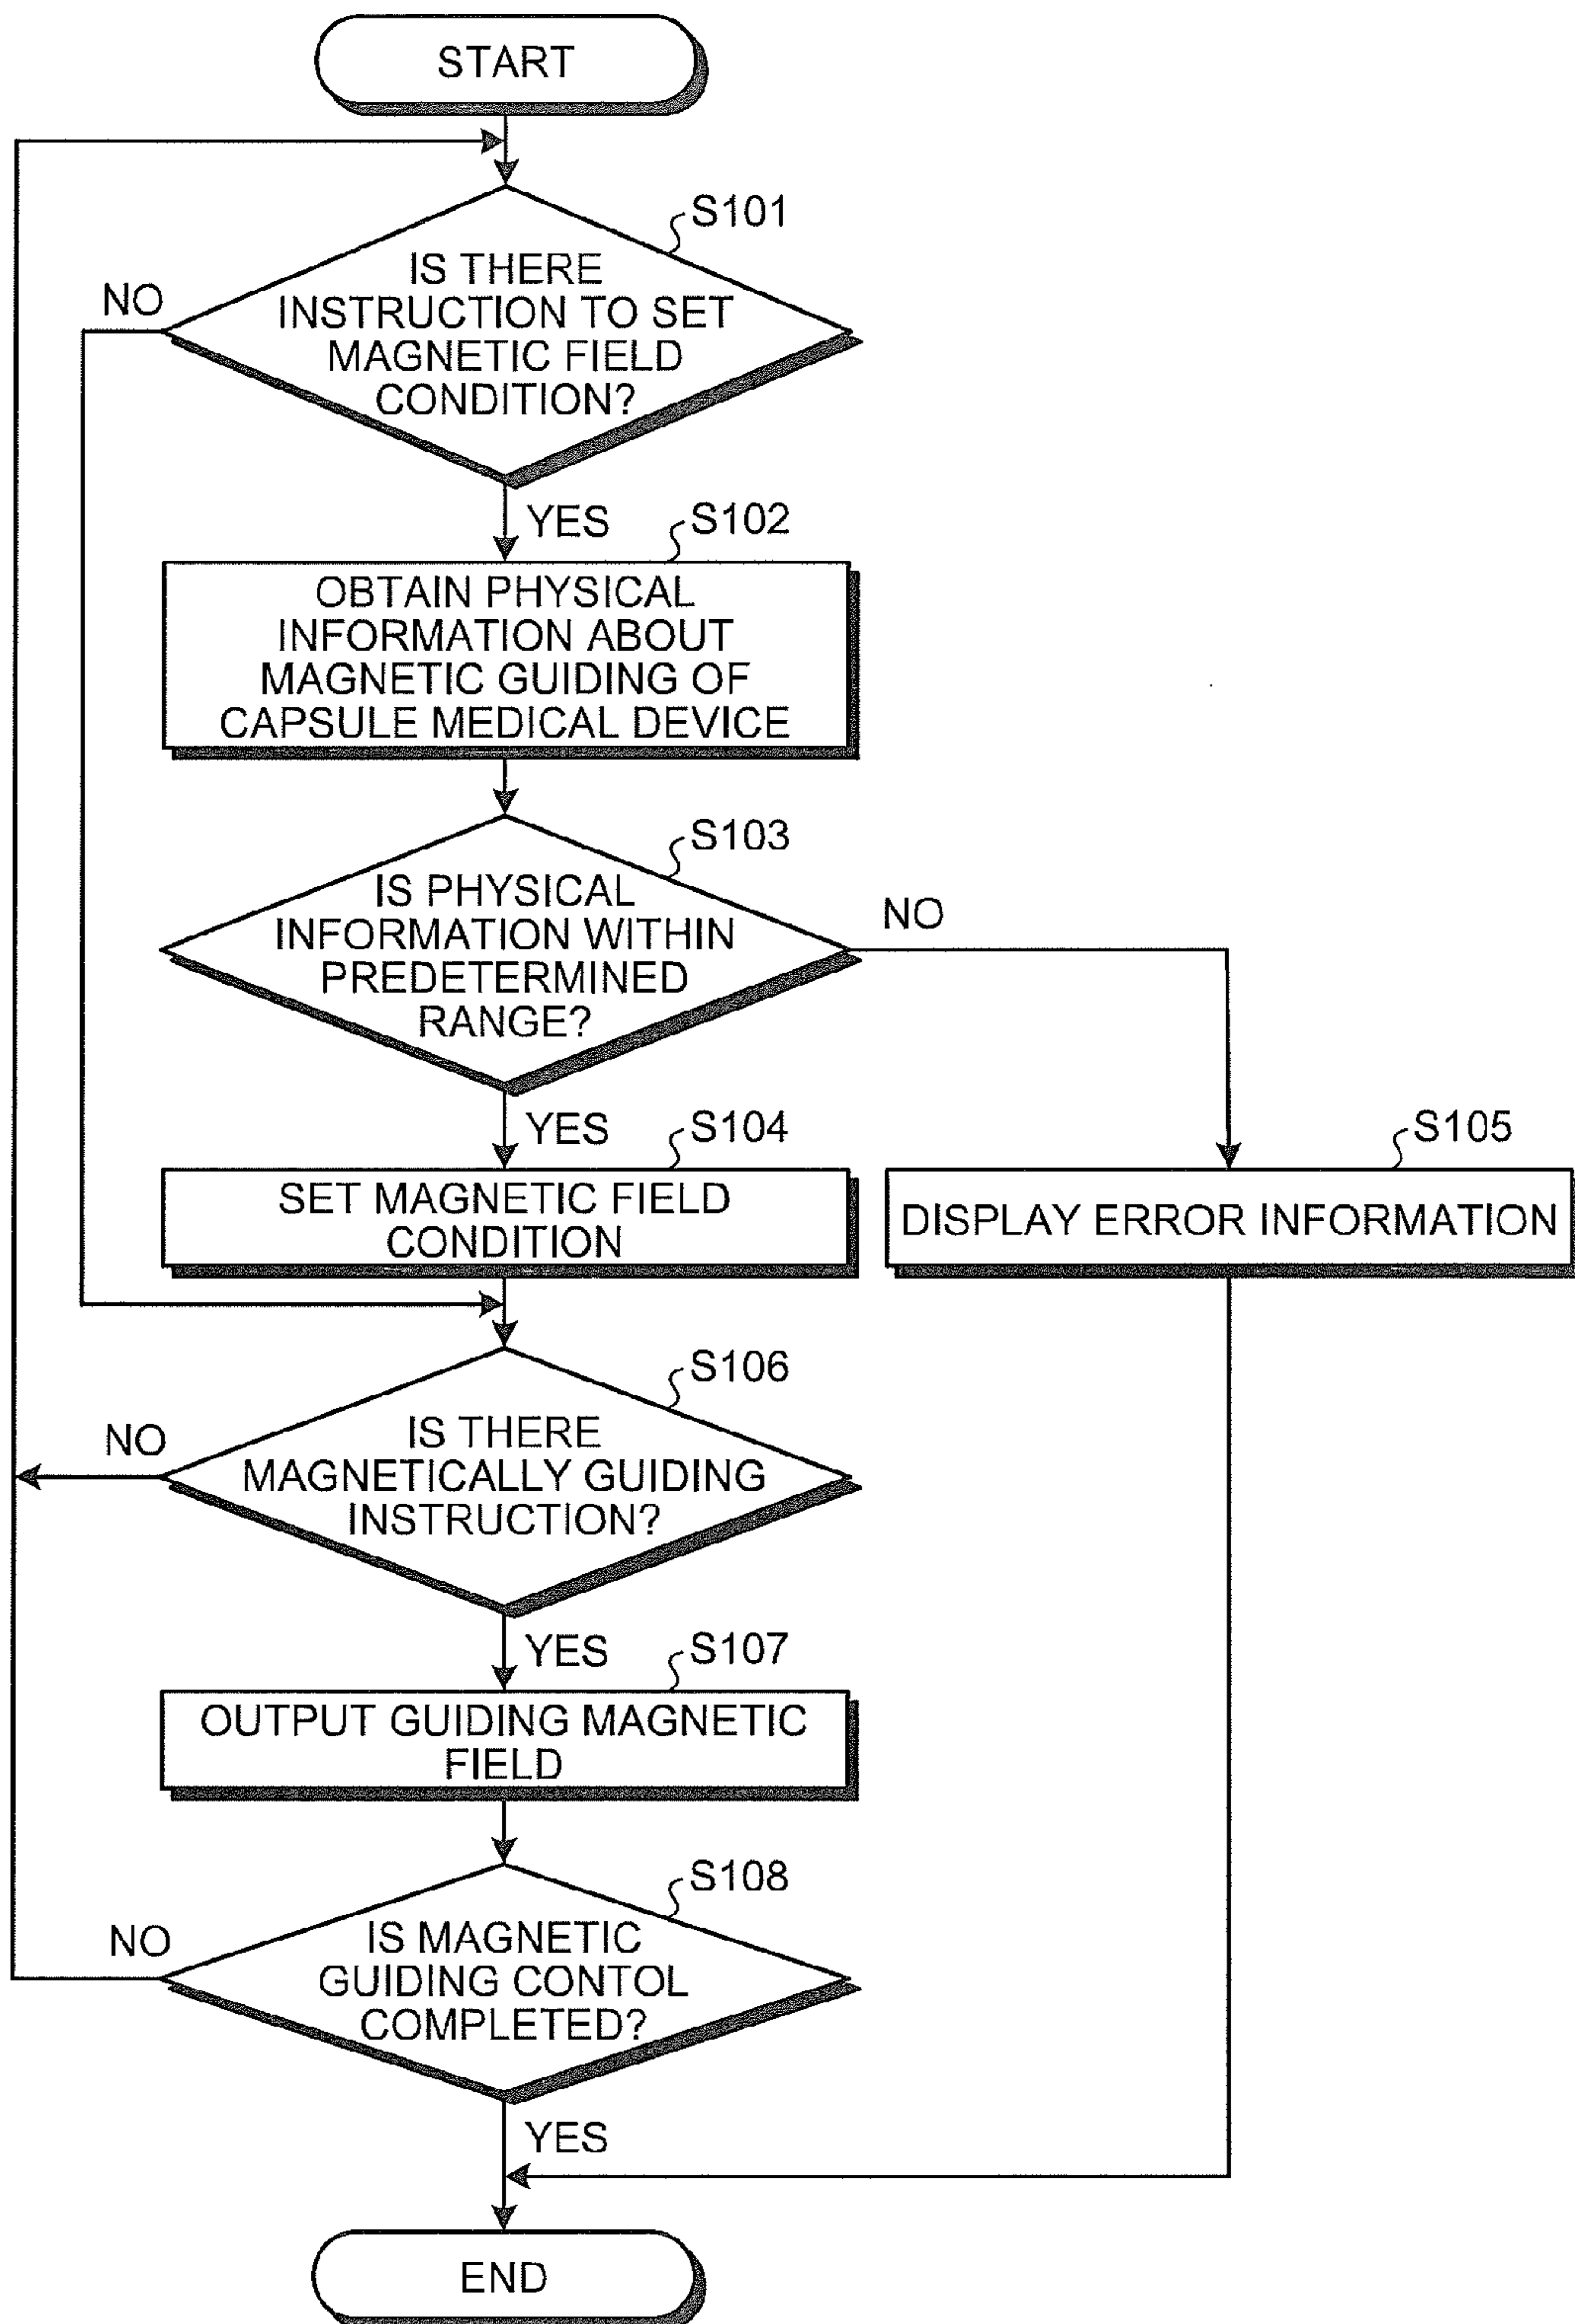 START
S101
IS THERE
INSTRUCTION TO SET
MAGNETIC FIELD
CONDITION?
NO
YES
S102
OBTAIN PHYSICAL
INFORMATION ABOUT
MAGNETIC GUIDING OF
CAPSULE MEDICAL DEVICE
S103
IS PHYSICAL
INFORMATION WITHIN
PREDETERMINED
RANGE?
NO
YES
S104
SET MAGNETIC FIELD
CONDITION
S105
DISPLAY ERROR INFORMATION
S106
IS THERE
MAGNETICALLY GUIDING
INSTRUCTION?
NO
YES
S107
OUTPUT GUIDING MAGNETIC
FIELD
S108
IS MAGNETIC
GUIDING CONTOL
COMPLETED?
NO
YES
END